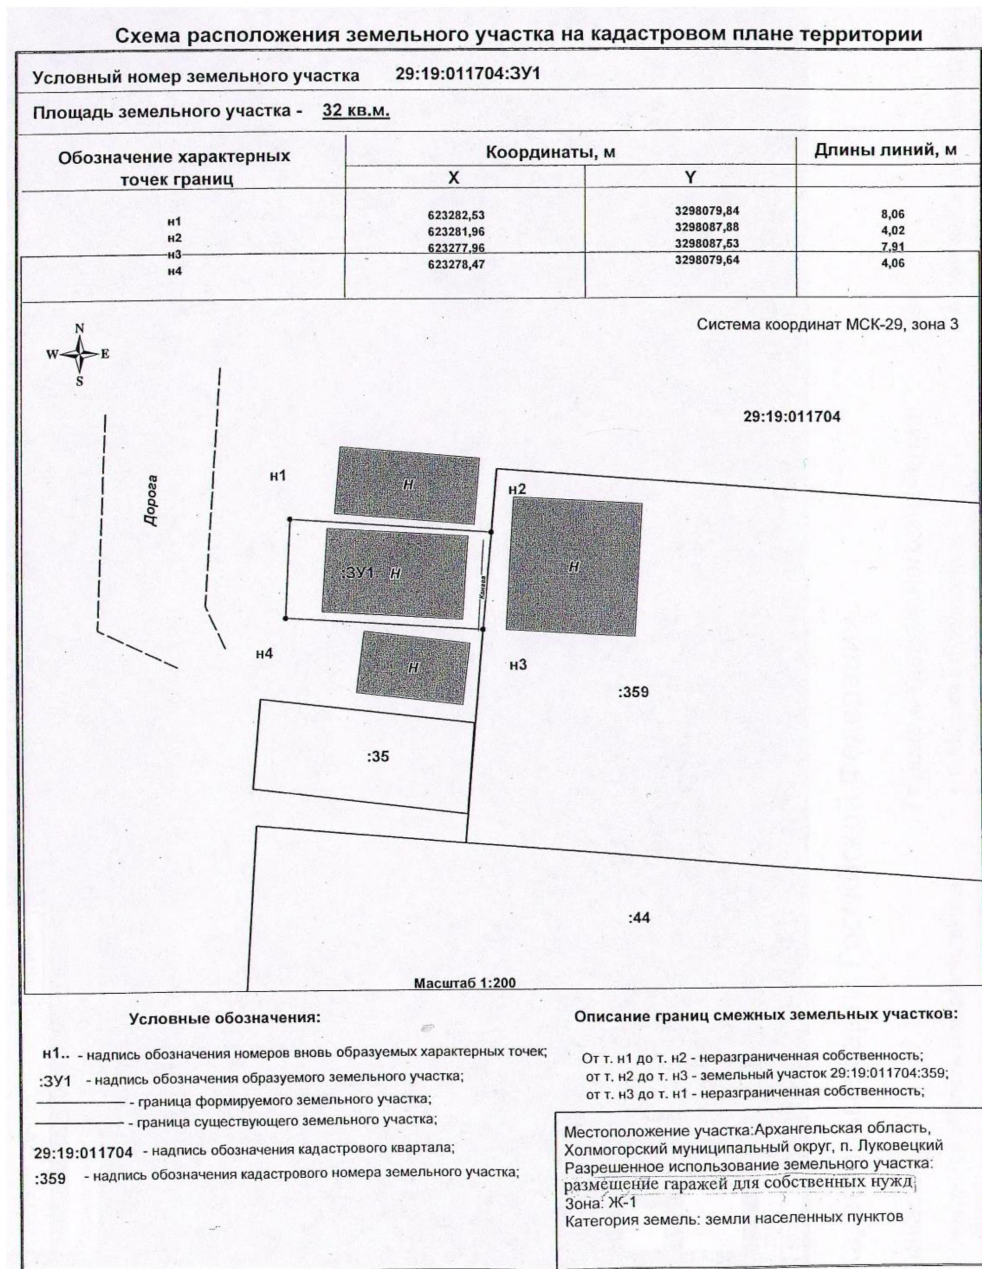 Схема расположения земельного участка на кадастровом плане территории
Условный номер земельного участка 29:19:011704:ЗУ1
Площадь земельного участка - 32 кв.м.
Обозначение характерных точек границ
Координаты, м
Длины линий, м
X Y
н1 623282,53 3298079,84 8,06
н2 623281,96 3298087,88 4,02
н3 623277,96 3298087,53 7,91
н4 623278,47 3298079,64 4,06
Система координат МСК-29, зона 3
N
W E
S
29:19:011704
Дорога
н1
Н
н2
:ЗУ1 Н
Канава
Н
н4
Н
н3
:359
:35
:44
Масштаб 1:200
Условные обозначения:
н1.. - надпись обозначения номеров вновь образуемых характерных точек;
:ЗУ1 - надпись обозначения образуемого земельного участка;
- граница формируемого земельного участка;
- граница существующего земельного участка;
29:19:011704 - надпись обозначения кадастрового квартала;
:359 - надпись обозначения кадастрового номера земельного участка;
Описание границ смежных земельных участков:
От т. н1 до т. н2 - неразграниченная собственность;
от т. н2 до т. н3 - земельный участок 29:19:011704:359;
от т. н3 до т. н1 - неразграниченная собственность;
Местоположение участка:Архангельская область,
Холмогорский муниципальный округ, п. Луковецкий
Разрешенное использование земельного участка:
размещение гаражей для собственных нужд
Зона: Ж-1
Категория земель: земли населенных пунктов